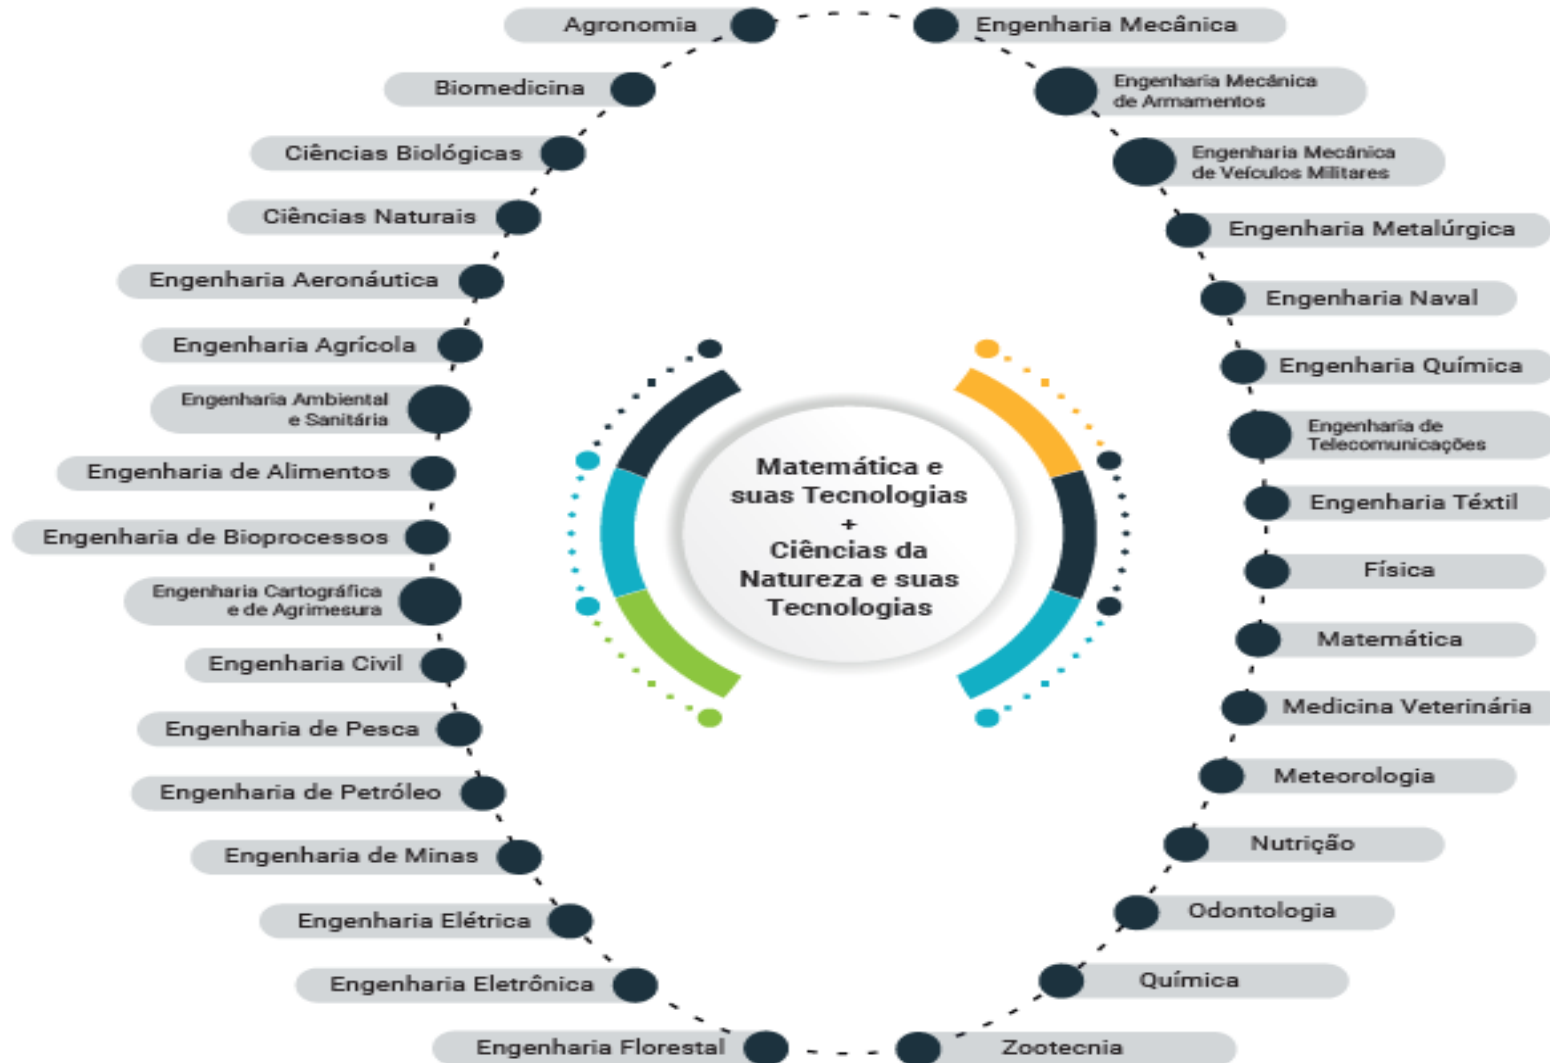 Agronomia
Biomedicina
Ciências Biológicas
Ciências Naturais
Engenharia Aeronáutica
Engenharia Agrícola
Engenharia Ambiental
e Sanitária
Engenharia de Alimentos
Engenharia de Bioprocessos
Engenharia Cartográfica
e de Agrimesura
Engenharia Civil
Engenharia de Pesca
Engenharia de Petróleo
Engenharia de Minas
Engenharia Elétrica
Engenharia Eletrônica
Engenharia Florestal
Matemática e
suas Tecnologias
+
Ciências da
Natureza e suas
Tecnologias
Engenharia Mecânica
Engenharia Mecânica
de Armamentos
Engenharia Mecânica
de Veículos Militares
Engenharia Metalúrgica
Engenharia Naval
Engenharia Química
Engenharia de
Telecomunicações
Engenharia Téxtil
Física
Matemática
Medicina Veterinária
Meteorologia
Nutrição
Odontologia
Química
Zootecnia